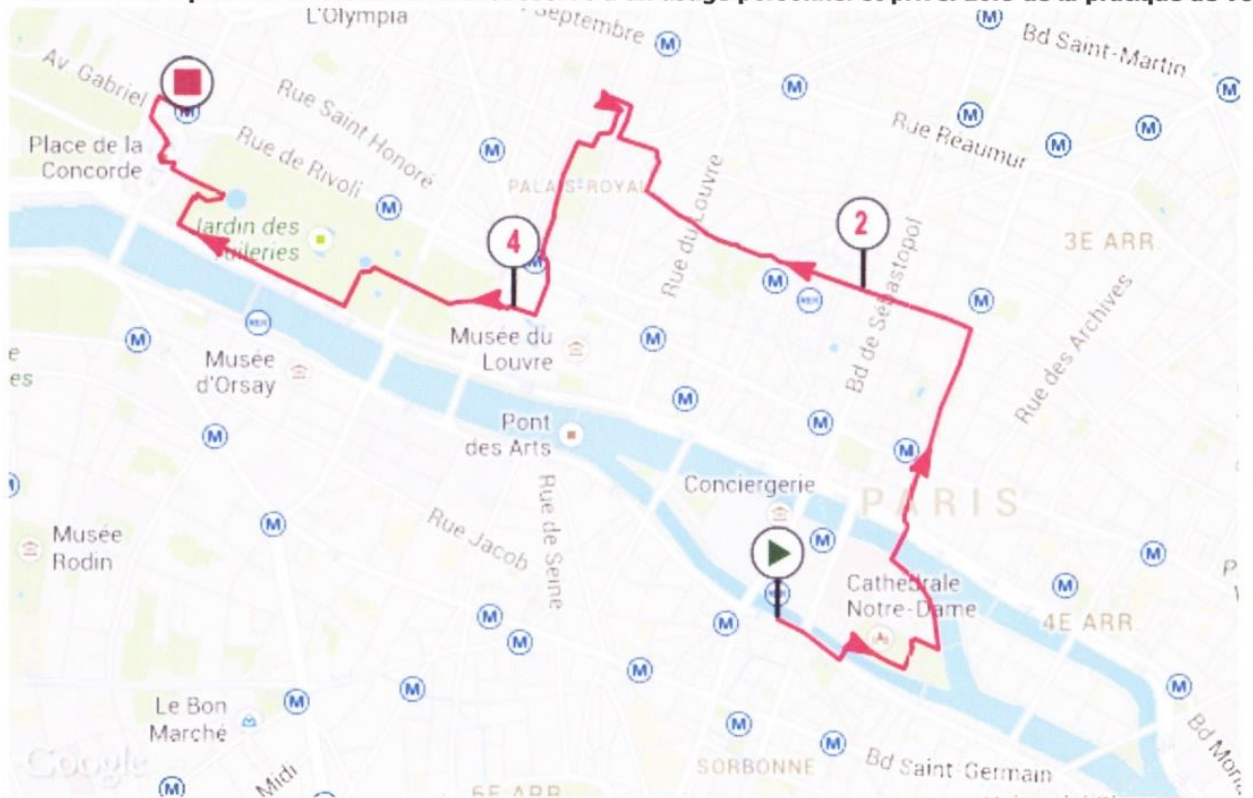 L'Olympia
Septembre
Bd Saint-Martin
Av. Gabriel
Rue Saint Honoré
Rue Réaumur
Place de la
Concorde
Rue de Rivoli
PALAIS-ROYAL
Rue du Louvre
2
3E ARR.
Jardin des
Tuileries
4
Bd de Sébastopol
Rue des Archives
Musée du
Louvre
Musée
d'Orsay
Pont
des Arts
Conciergerie
PARIS
Rue de Seine
Rue Jacob
Musée
Rodin
Cathédrale
Notre-Dame
4E ARR.
Le Bon
Marché
Google
Midi
SORBONNE
Bd Saint-Germain
5E ARR.
M